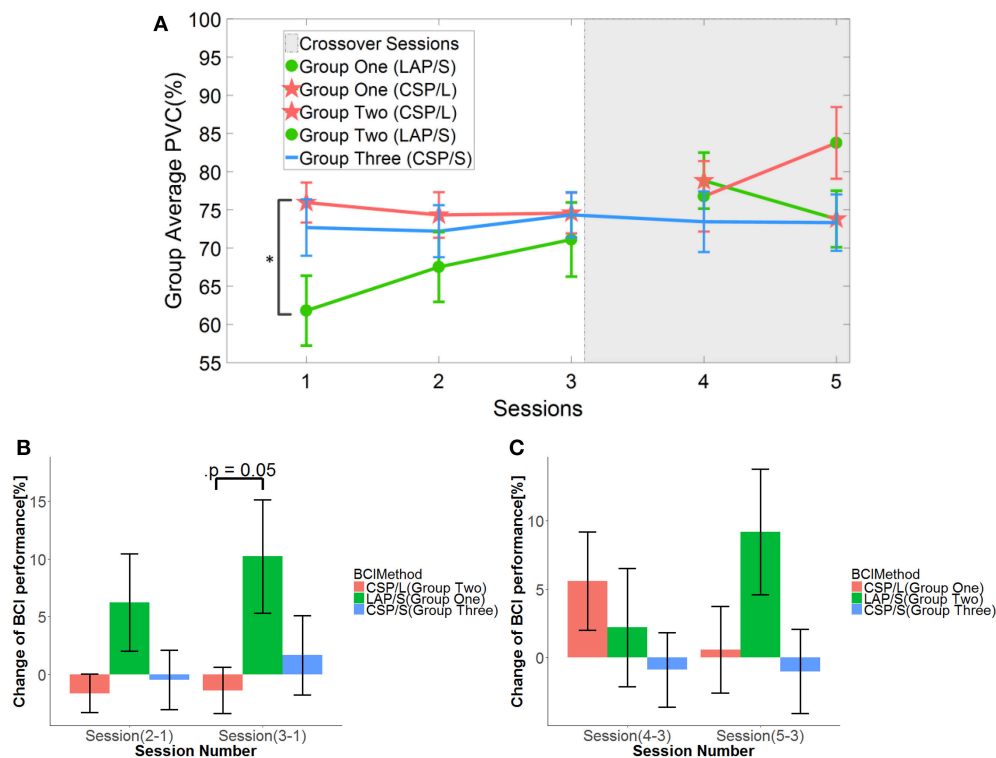 A
100
95
90
85
80
75
70
65
60
55
Group Average PVC(%)
Crossover Sessions
Group One (LAP/S)
Group One (CSP/L)
Group Two (CSP/L)
Group Two (LAP/S)
Group Three (CSP/S)
*
1 2 3 4 5
Sessions
B
Change of BCI performance[%]
15
10
5
0
.p = 0.05
BCIMethod
CSP/L(Group Two)
LAP/S(Group One)
CSP/S(Group Three)
Session(2-1) Session(3-1)
Session Number
C
Change of BCI performance[%]
10
5
0
BCIMethod
CSP/L(Group One)
LAP/S(Group Two)
CSP/S(Group Three)
Session(4-3) Session(5-3)
Session Number